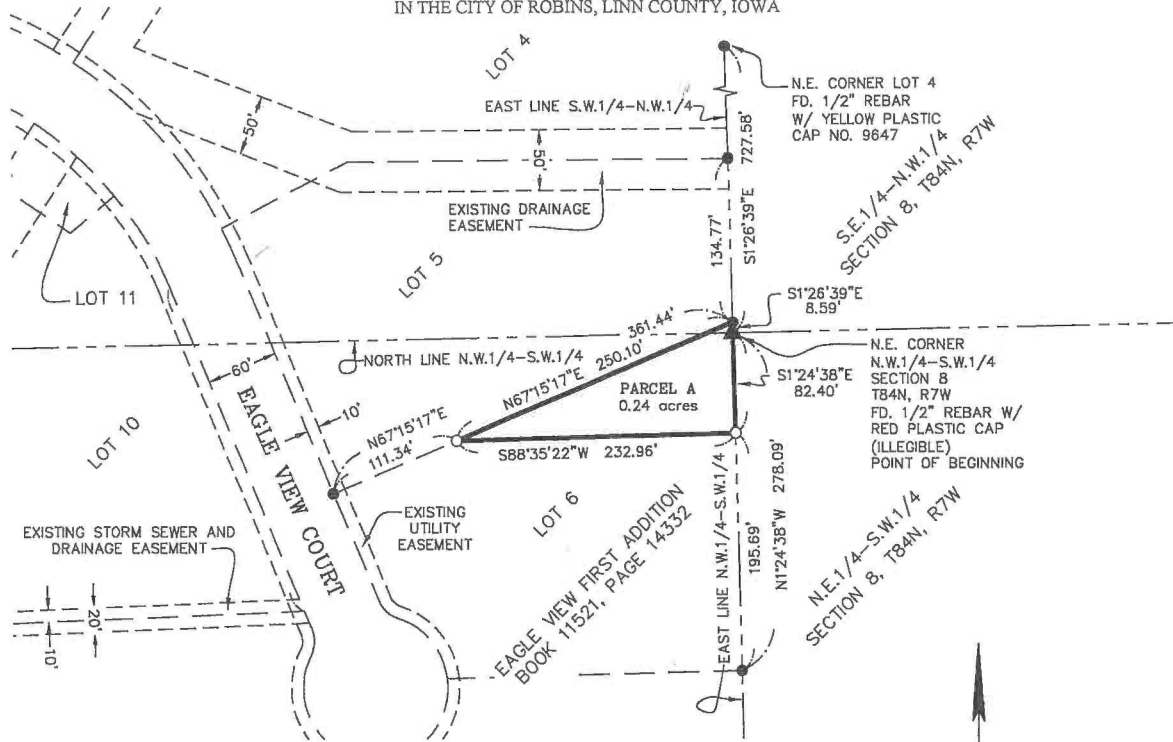 IN THE CITY OF ROBINS, LINN COUNTY, IOWA
LOT 4
N.E. CORNER LOT 4
FD. 1/2" REBAR
W/ YELLOW PLASTIC
CAP NO. 9647
EAST LINE S.W.1/4-N.W.1/4
50'
50'
727.58'
S.E.1/4-N.W.1/4
SECTION 8, T84N, R7W
EXISTING DRAINAGE
EASEMENT
134.77'
S1°26'39"E
LOT 5
LOT 11
S1°26'39"E
8.59'
361.44'
NORTH LINE N.W.1/4-S.W.1/4
N67°15'17"E 250.10'
N.E. CORNER
N.W.1/4-S.W.1/4
SECTION 8
T84N, R7W
FD. 1/2" REBAR W/
RED PLASTIC CAP
(ILLEGIBLE)
POINT OF BEGINNING
S1°24'38"E
82.40'
PARCEL A
0.24 acres
60'
10'
EAGLE VIEW COURT
N67°15'17"E
111.34'
S88°35'22"W 232.96'
LOT 10
LOT 6
EXISTING
UTILITY
EASEMENT
EXISTING STORM SEWER AND
DRAINAGE EASEMENT
EAGLE VIEW FIRST ADDITION
BOOK 11521, PAGE 14332
EAST LINE N.W.1/4-S.W.1/4
195.69'
N1°24'38"W 278.09'
N.E.1/4-S.W.1/4
SECTION 8, T84N, R7W
20'
10'